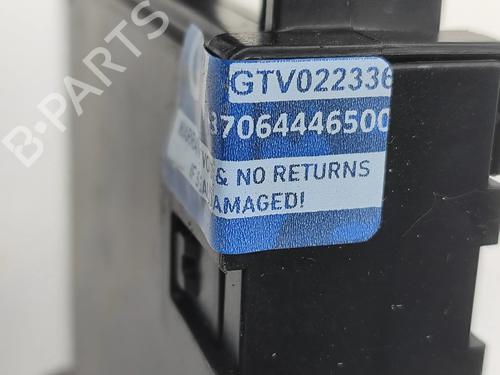 B-PARTS
GTV022336
37064446500
& NO RETURNS
AMAGED!